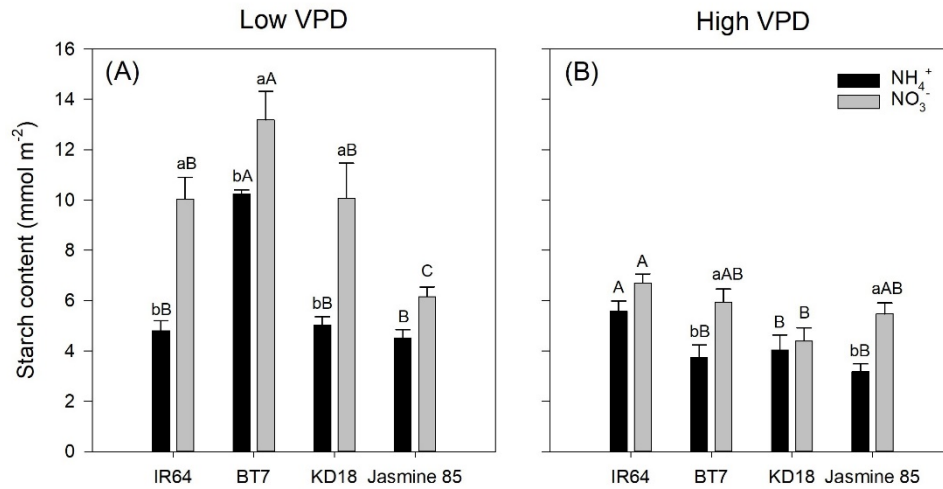 Low VPD
High VPD
Starch content (mmol m-2)
16
14
12
10
8
6
4
2
0
(A)
bB
aB
bA
aA
bB
aB
B
C
IR64
BT7
KD18
Jasmine 85
(B)
NH4+
NO3-
A
A
bB
aAB
B
B
bB
aAB
IR64
BT7
KD18
Jasmine 85